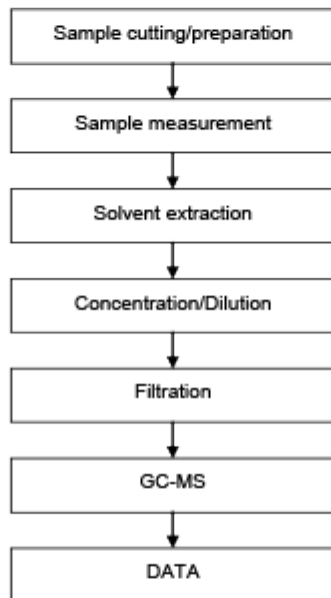 Sample cutting/preparation
Sample measurement
Solvent extraction
Concentration/Dilution
Filtration
GC-MS
DATA